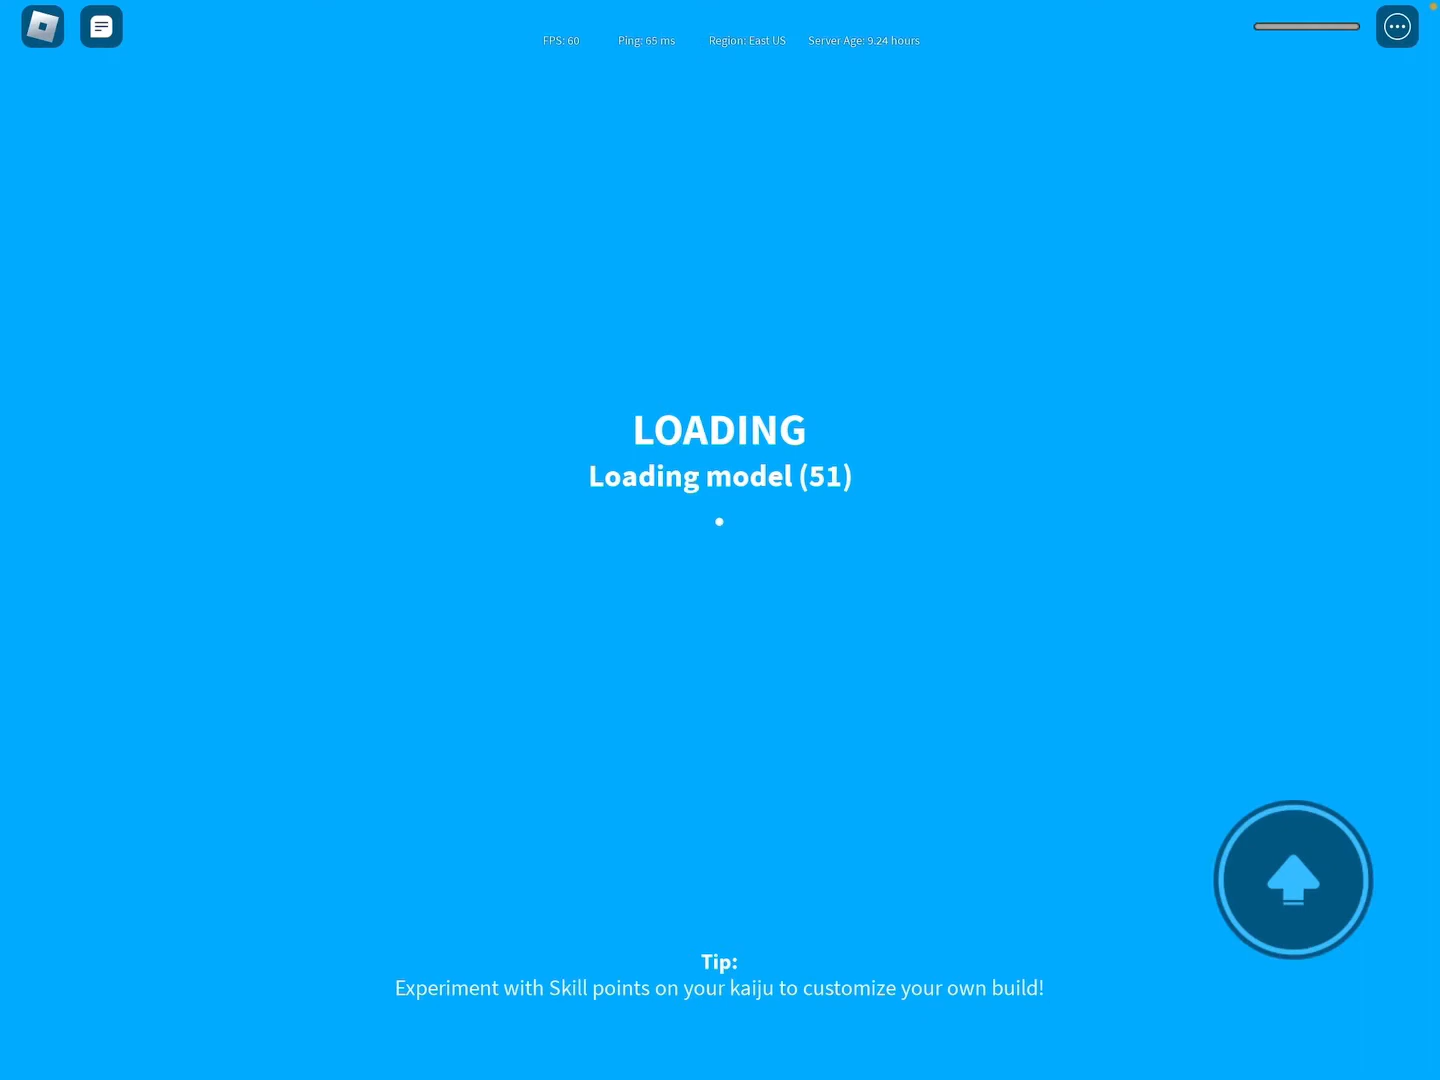 FPS: 60 Ping: 65 ms Region: East US Server Age: 9.24 hours
LOADING
Loading model (51)
Tip:
Experiment with Skill points on your kaiju to customize your own build!